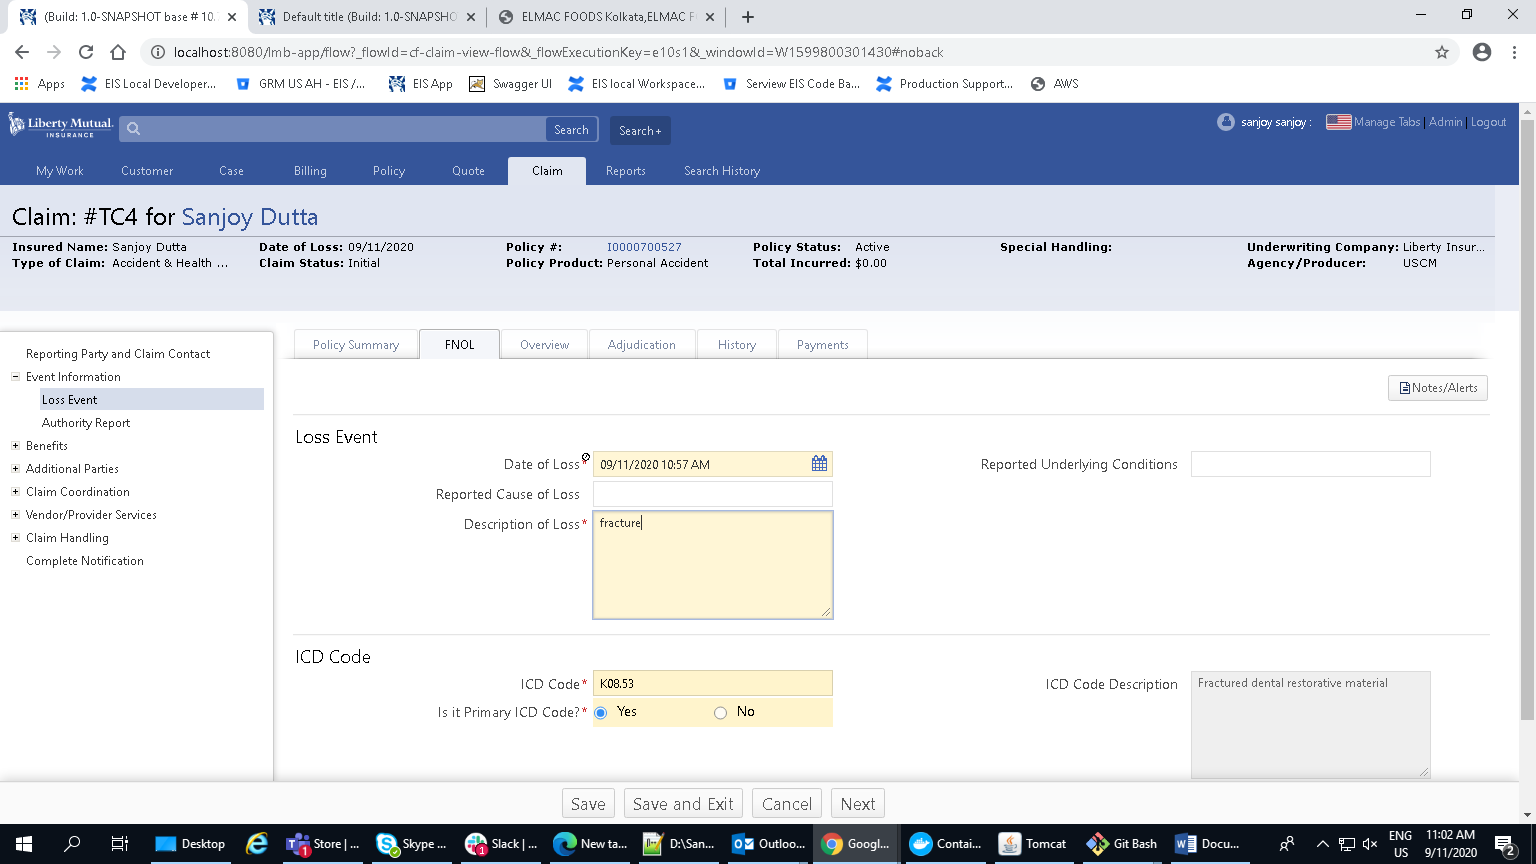 (Build: 1.0-SNAPSHOT base # 10.
Default title (Build: 1.0-SNAPSHO
ELMAC FOODS Kolkata,ELMAC F
localhost:8080/lmb-app/flow?_flowId=cf-claim-view-flow&_flowExecutionKey=e10s1&_windowId=W1599800301430#noback
Apps EIS Local Developer... GRM US AH - EIS /... EIS App Swagger UI EIS local Workspace... Serview EIS Code Ba... Production Support... AWS
Liberty Mutual.
INSURANCE
Search Search+
sanjoy sanjoy : Manage Tabs | Admin | Logout
My Work Customer Case Billing Policy Quote Claim Reports Search History
Claim: #TC4 for Sanjoy Dutta
Insured Name: Sanjoy Dutta Date of Loss: 09/11/2020 Policy #: I0000700527 Policy Status: Active Special Handling: Underwriting Company: Liberty Insur...
Type of Claim: Accident & Health ... Claim Status: Initial Policy Product: Personal Accident Total Incurred: $0.00 Agency/Producer: USCM
Reporting Party and Claim Contact
Event Information
Loss Event
Authority Report
Benefits
Additional Parties
Claim Coordination
Vendor/Provider Services
Claim Handling
Complete Notification
Policy Summary FNOL Overview Adjudication History Payments
Notes/Alerts
Loss Event
Date of Loss* 09/11/2020 10:57 AM Reported Underlying Conditions
Reported Cause of Loss
Description of Loss* fracture
ICD Code
ICD Code* K08.53 ICD Code Description Fractured dental restorative material
Is it Primary ICD Code?* Yes No
Save Save and Exit Cancel Next
Desktop Store | ... Skype ... Slack | ... New ta... D:\San... Outloo... Googl... Contai... Tomcat Git Bash Docu...
1
1
ENG
US
11:02 AM
9/11/2020
2